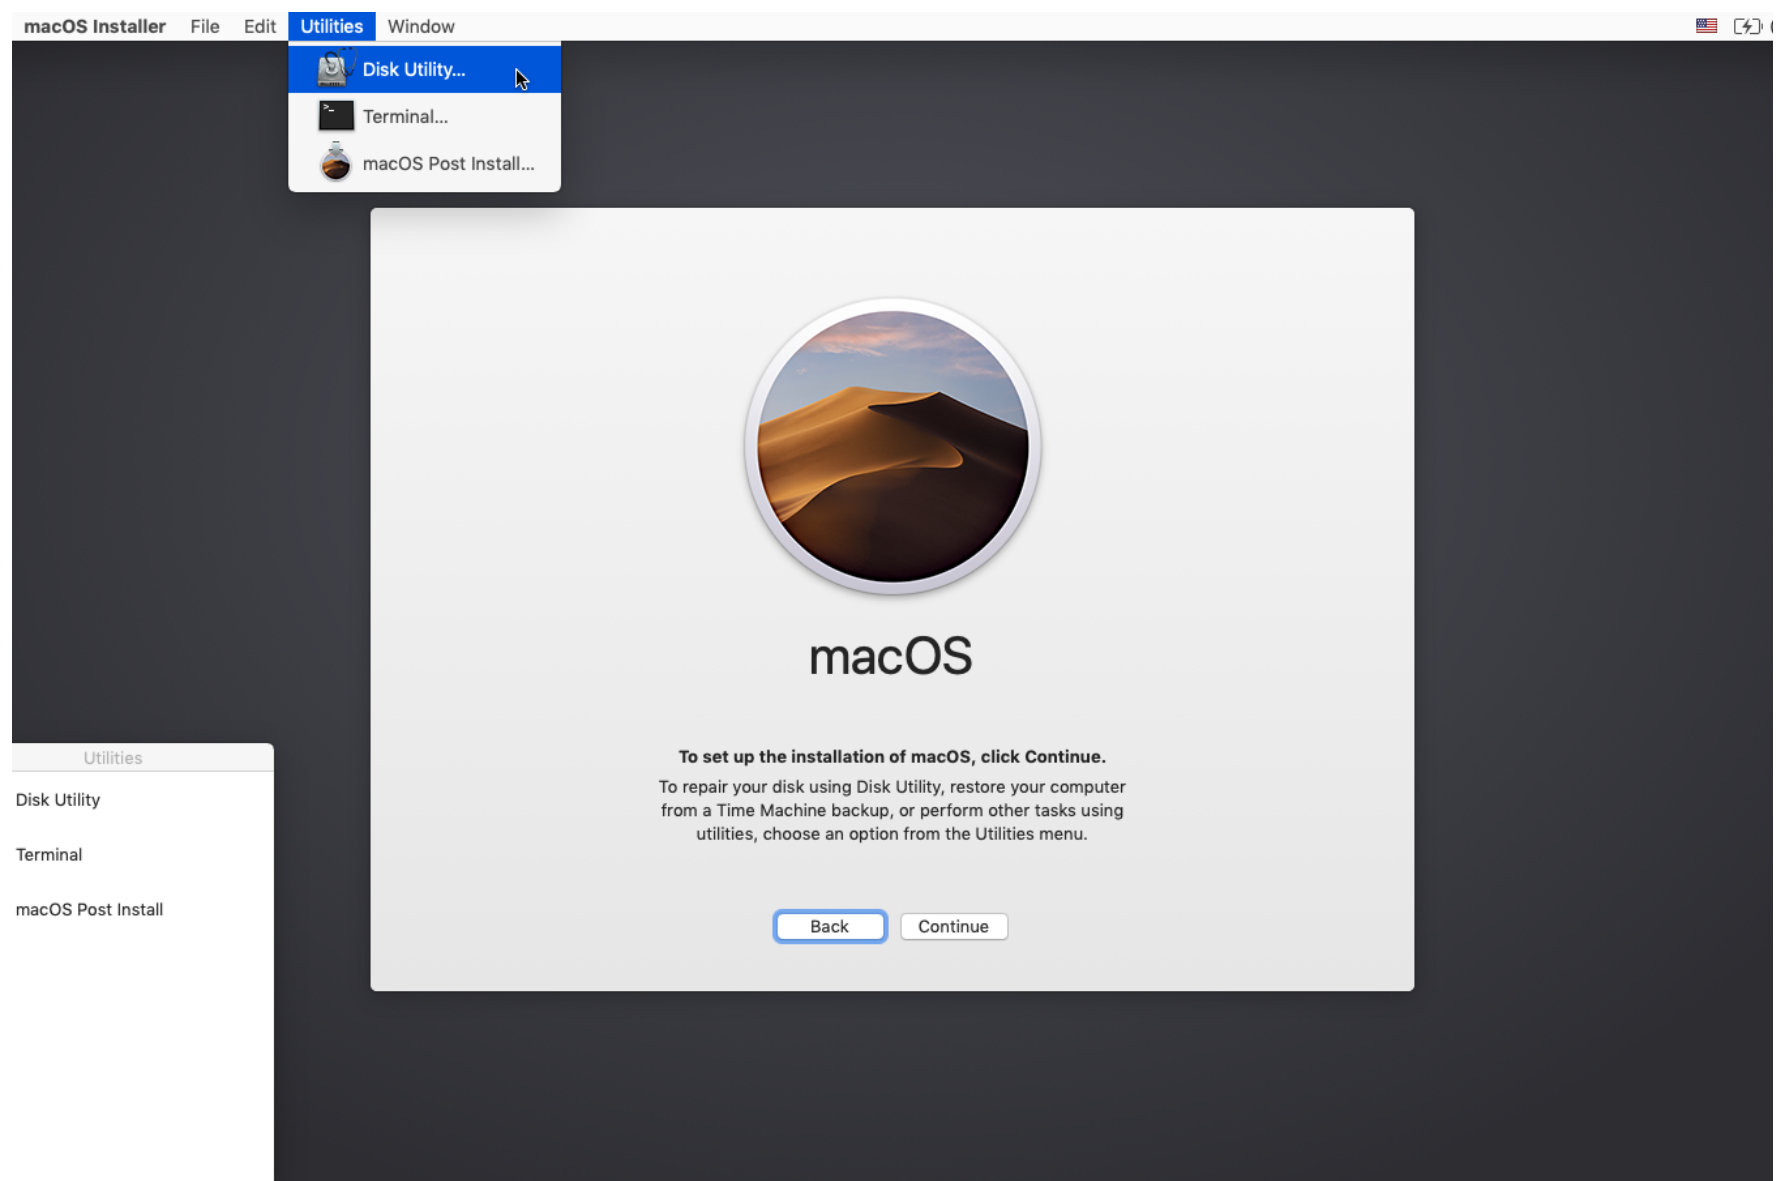 macOS Installer File Edit Utilities Window
Disk Utility...
Terminal...
macOS Post Install...
macOS
To set up the installation of macOS, click Continue.
To repair your disk using Disk Utility, restore your computer
from a Time Machine backup, or perform other tasks using
utilities, choose an option from the Utilities menu.
Back Continue
Utilities
Disk Utility
Terminal
macOS Post Install